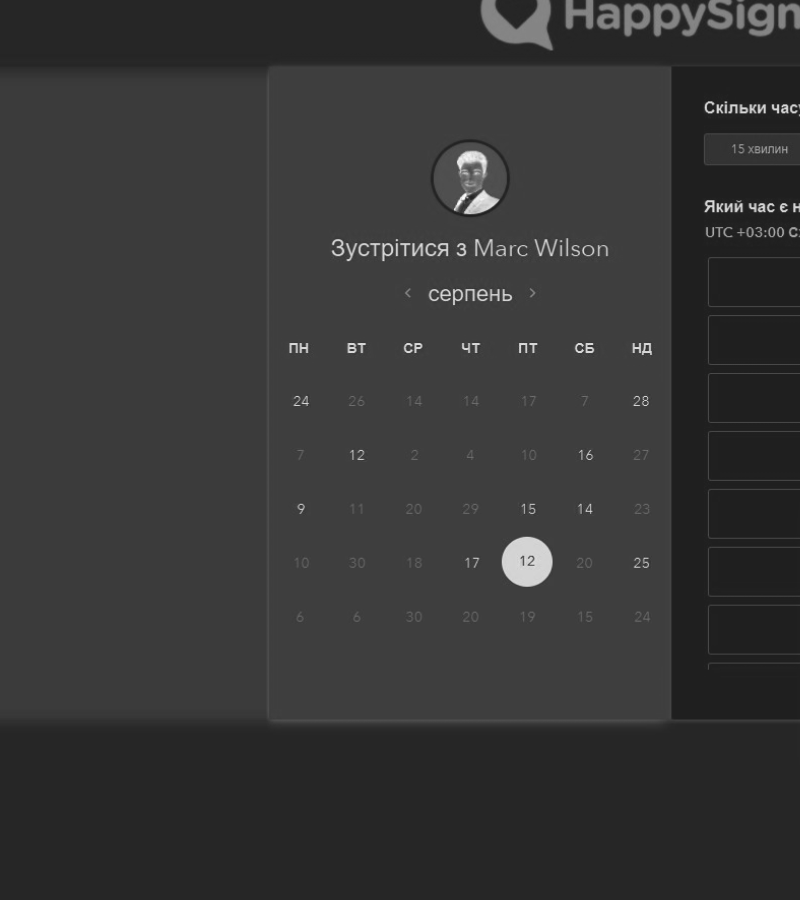 HappySign
Скільки часу
15 хвилин
Який час є н
UTC +03:00 С
Зустрітися з Marc Wilson
‹ серпень ›
ПН ВТ СР ЧТ ПТ СБ НД
24 26 14 14 17 7 28
7 12 2 4 10 16 27
9 11 20 29 15 14 23
10 30 18 17 12 20 25
6 6 30 20 19 15 24